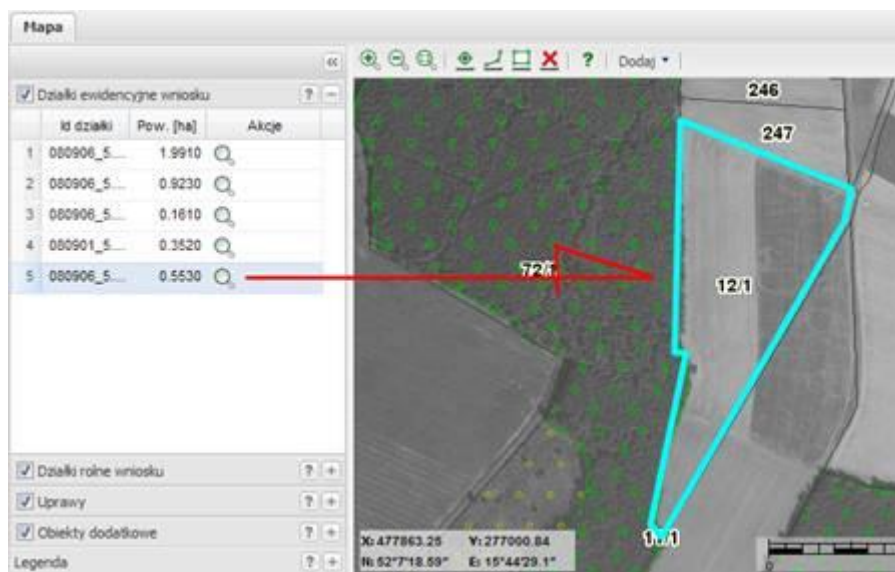 Mapa
Dodaj
Działki ewidencyjne wniosku ?
Id działki Pow. [ha] Akcje
1 080906_5.... 1.9910
2 080906_5.... 0.9230
3 080906_5.... 0.1610
4 080901_5.... 0.3520
5 080906_5.... 0.5530
Działki rolne wniosku ?
Uprawy ?
Obiekty dodatkowe ?
Legenda ?
?
246
247
12/1
X: 477863.25 Y: 277000.84
N: 52°7'18.59" E: 15°44'29.1"